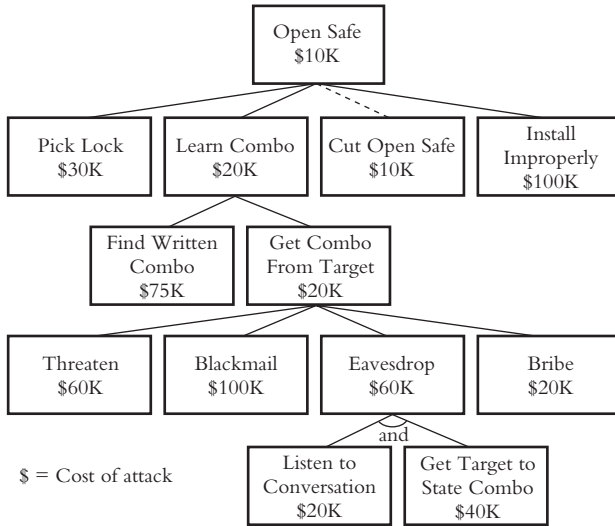 Open Safe
$10K
Pick Lock
$30K
Learn Combo
$20K
Cut Open Safe
$10K
Install
Improperly
$100K
Find Written
Combo
$75K
Get Combo
From Target
$20K
Threaten
$60K
Blackmail
$100K
Eavesdrop
$60K
Bribe
$20K
and
$ = Cost of attack
Listen to
Conversation
$20K
Get Target to
State Combo
$40K